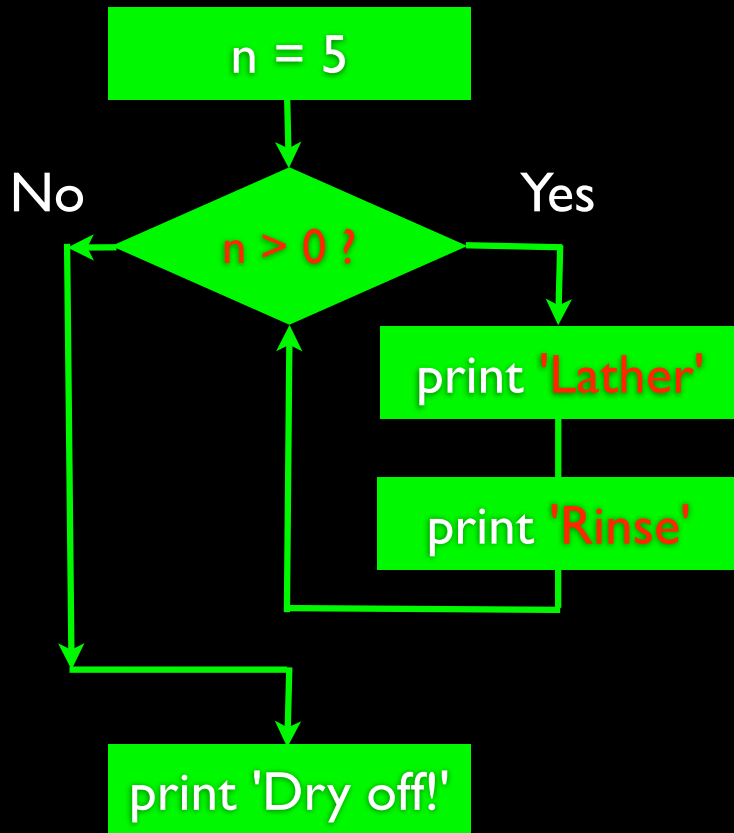 n = 5
No
Yes
n > 0 ?
print 'Lather'
print 'Rinse'
print 'Dry off!'